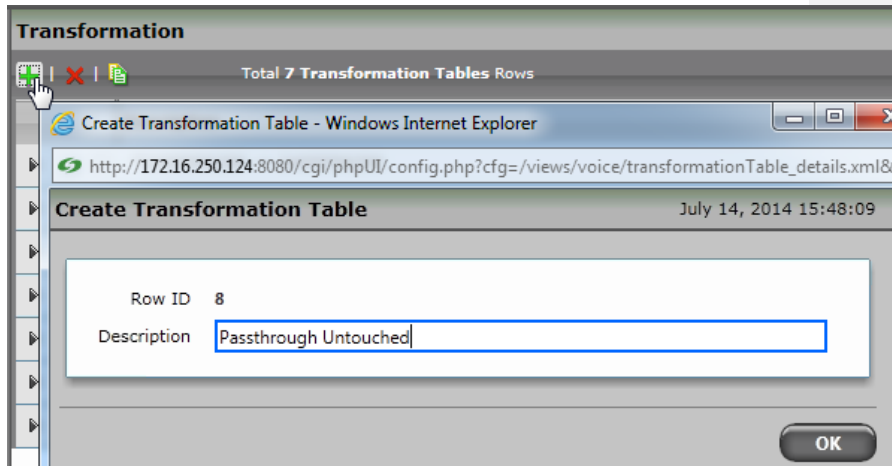 Transformation
Total 7 Transformation Tables Rows
Create Transformation Table - Windows Internet Explorer
http://172.16.250.124:8080/cgi/phpUI/config.php?cfg=/views/voice/transformationTable_details.xml&
Create Transformation Table July 14, 2014 15:48:09
Row ID 8
Description Passthrough Untouched
OK